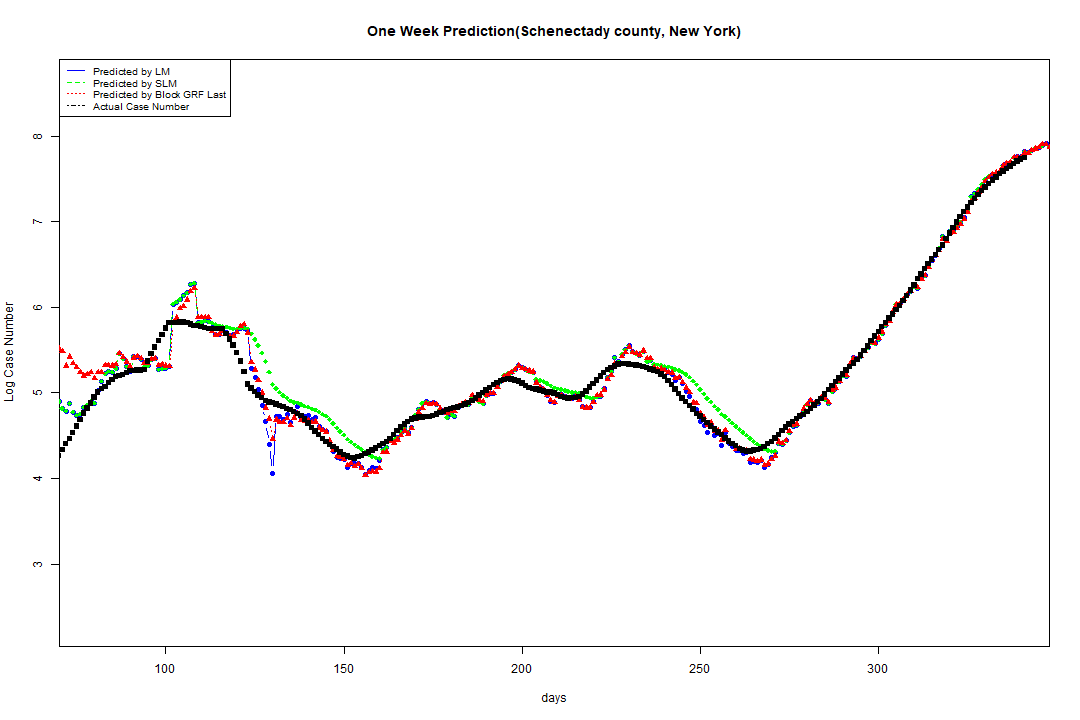 One Week Prediction(Schenectady county, New York)
Predicted by LM
Predicted by SLM
Predicted by Block GRF Last
Actual Case Number
8
7
6
5
4
3
Log Case Number
100 150 200 250 300
days